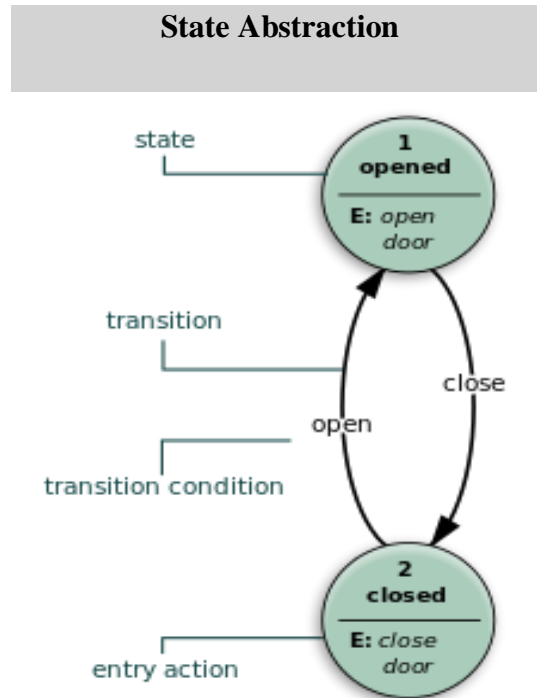 State Abstraction
state
1
opened
E: open
door
transition
close
open
transition condition
2
closed
E: close
door
entry action